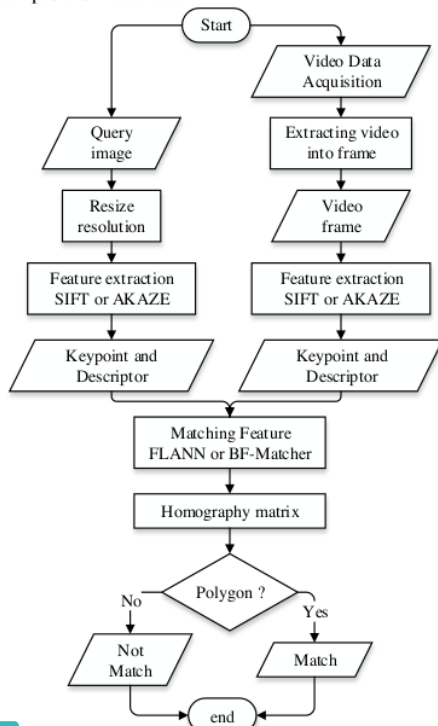 Start
Video Data
Acquisition
Query
image
Extracting video
into frame
Resize
resolution
Video
frame
Feature extraction
SIFT or AKAZE
Feature extraction
SIFT or AKAZE
Keypoint and
Descriptor
Keypoint and
Descriptor
Matching Feature
FLANN or BF-Matcher
Homography matrix
Polygon ?
No
Yes
Not
Match
Match
end